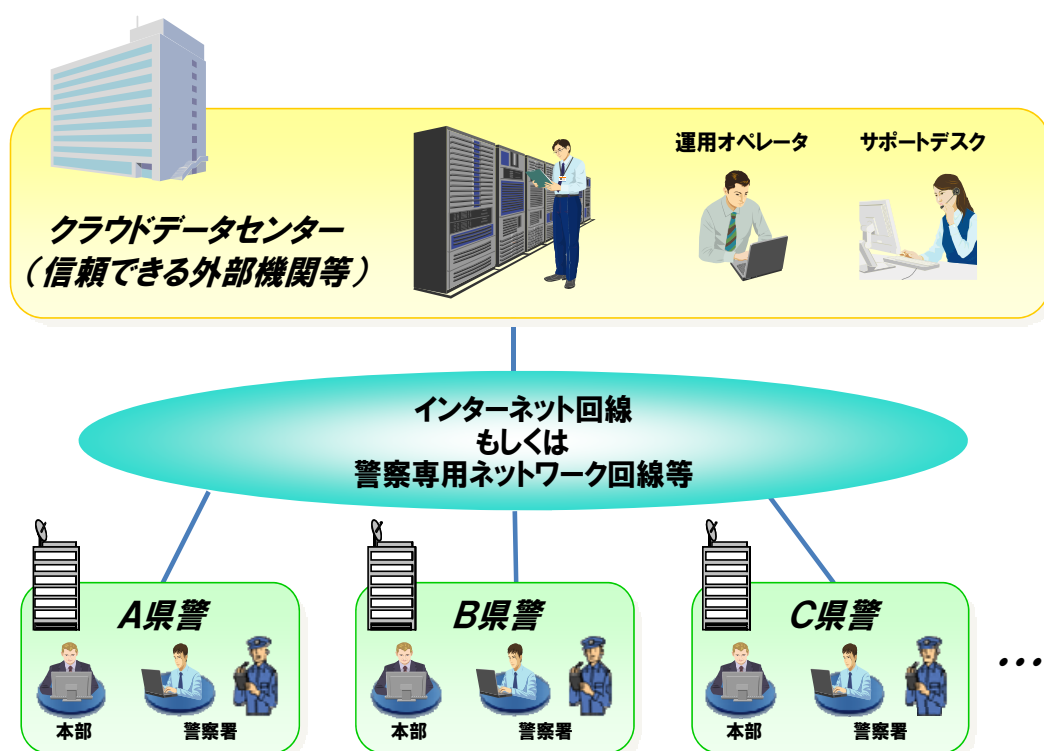 運用オペレータ
サポートデスク
クラウドデータセンター
（信頼できる外部機関等）
インターネット回線
もしくは
警察専用ネットワーク回線等
A県警
本部
警察署
B県警
本部
警察署
C県警
本部
警察署
…